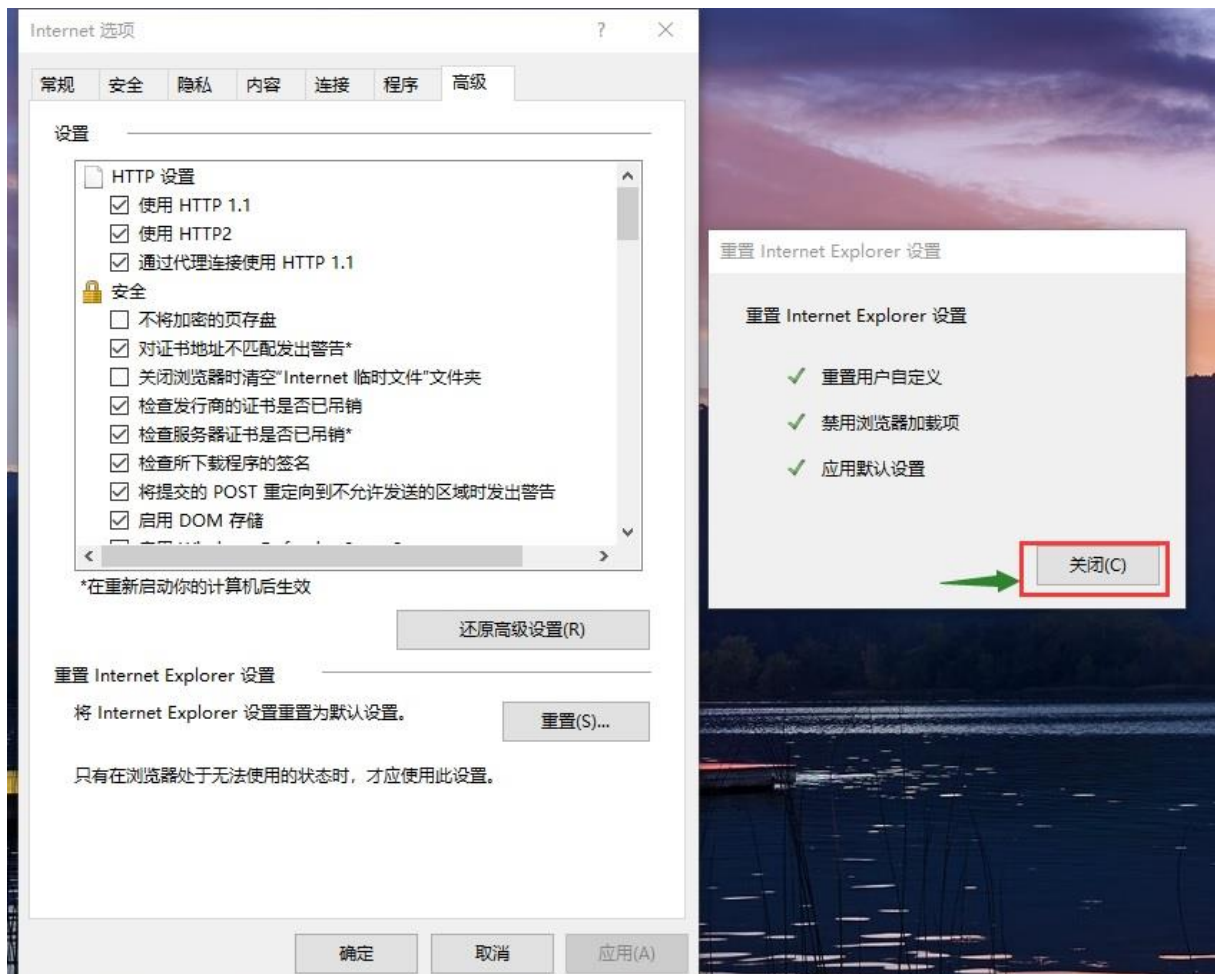 Internet 选项
常规 安全 隐私 内容 连接 程序 高级
设置
HTTP 设置
使用 HTTP 1.1
使用 HTTP2
通过代理连接使用 HTTP 1.1
安全
不将加密的页存盘
对证书地址不匹配发出警告*
关闭浏览器时清空“Internet 临时文件”文件夹
检查发行商的证书是否已吊销
检查服务器证书是否已吊销*
检查所下载程序的签名
将提交的 POST 重定向到不允许发送的区域时发出警告
启用 DOM 存储
*在重新启动你的计算机后生效
还原高级设置(R)
重置 Internet Explorer 设置
将 Internet Explorer 设置重置为默认设置。
重置(S)...
只有在浏览器处于无法使用的状态时，才应使用此设置。
确定 取消 应用(A)
重置 Internet Explorer 设置
重置 Internet Explorer 设置
重置用户自定义
禁用浏览器加载项
应用默认设置
关闭(C)